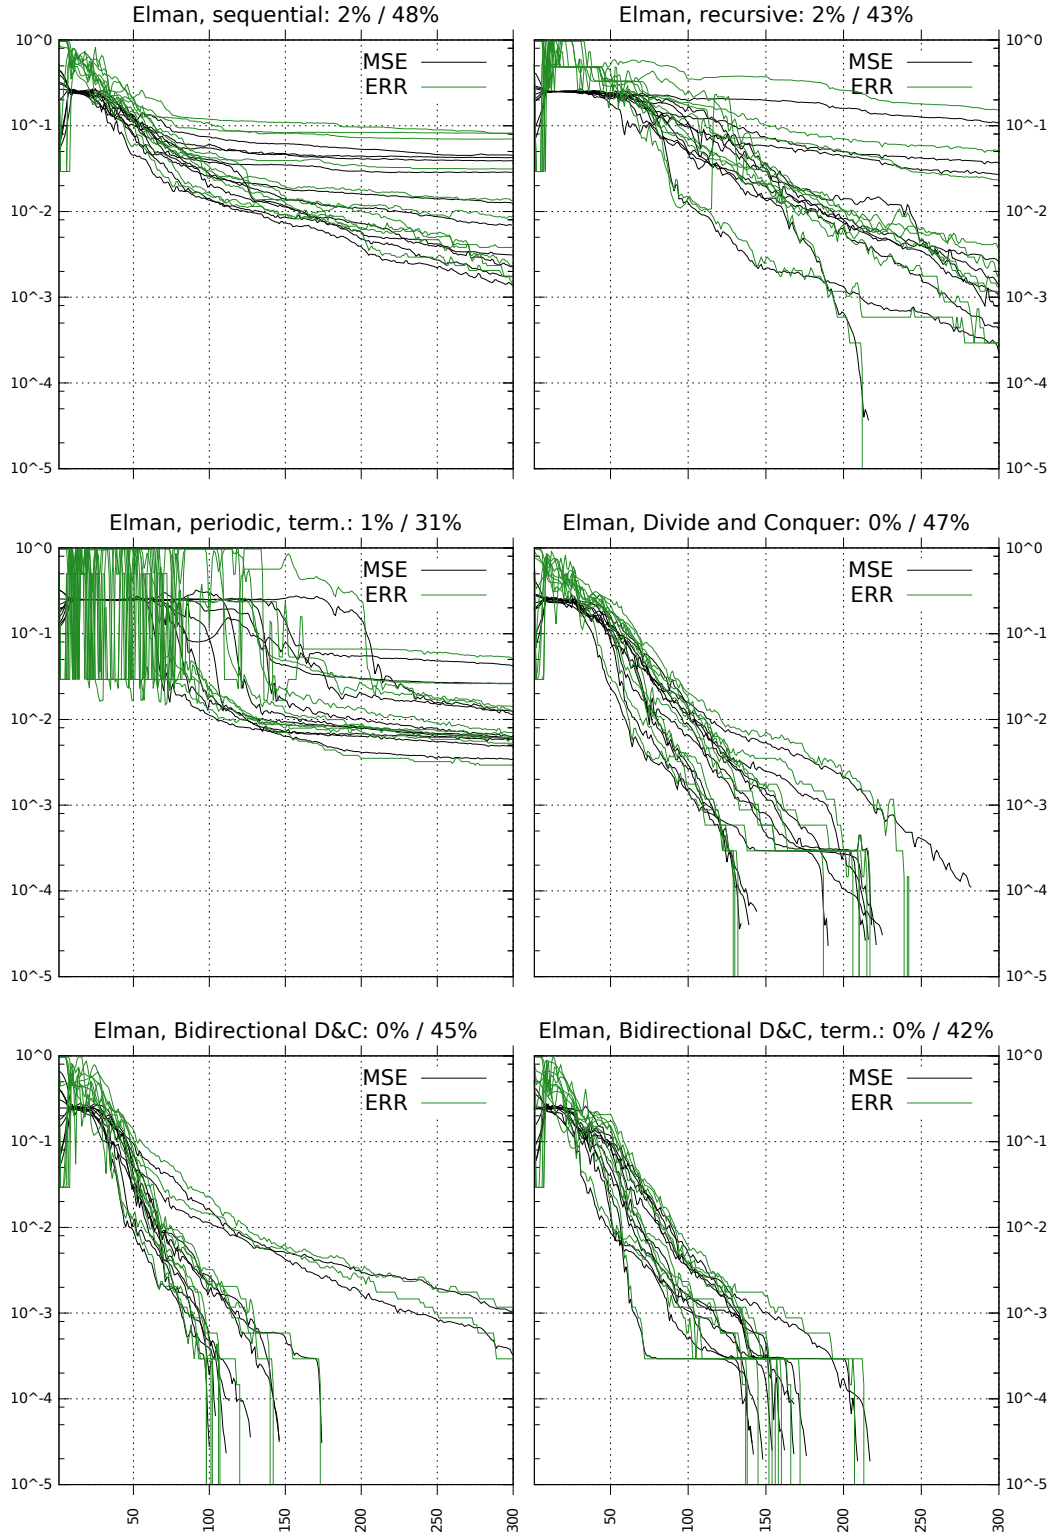 Elman, sequential: 2% / 48%
Elman, recursive: 2% / 43%
10^0
MSE
ERR
10^-1
10^-2
10^-3
10^-4
10^-5
MSE
ERR
10^0
10^-1
10^-2
10^-3
10^-4
10^-5
Elman, periodic, term.: 1% / 31%
Elman, Divide and Conquer: 0% / 47%
10^0
MSE
ERR
10^-1
10^-2
10^-3
10^-4
10^-5
MSE
ERR
10^0
10^-1
10^-2
10^-3
10^-4
10^-5
Elman, Bidirectional D&C: 0% / 45%
Elman, Bidirectional D&C, term.: 0% / 42%
10^0
MSE
ERR
10^-1
10^-2
10^-3
10^-4
10^-5
50
100
150
200
250
300
MSE
ERR
10^0
10^-1
10^-2
10^-3
10^-4
10^-5
50
100
150
200
250
300